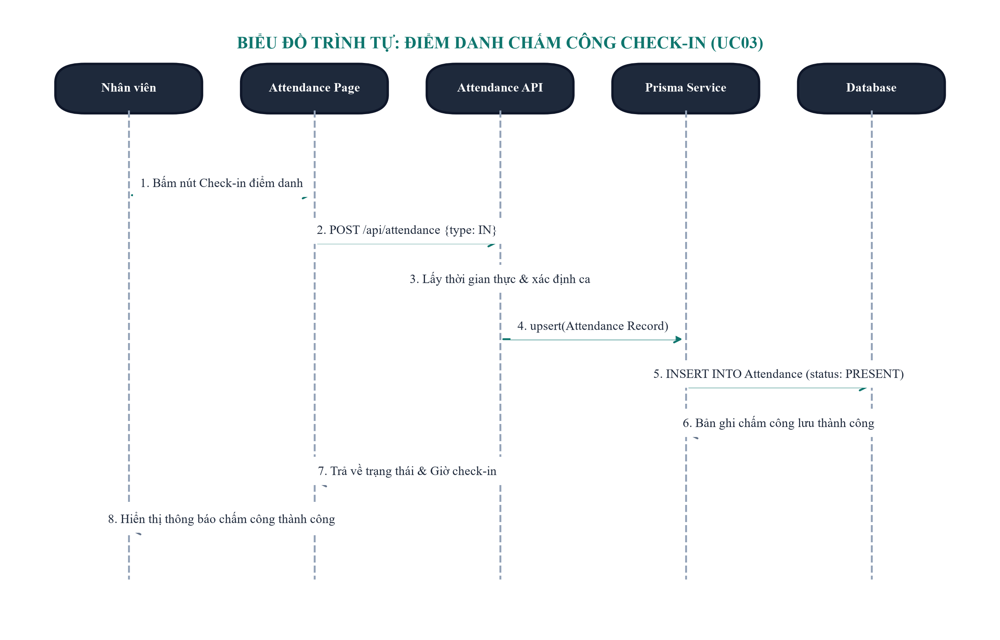 BIỂU ĐỒ TRÌNH TỰ: ĐIỂM DANH CHẤM CÔNG CHECK-IN (UC03)
Nhân viên
Attendance Page
Attendance API
Prisma Service
Database
1. Bấm nút Check-in điểm danh
2. POST /api/attendance {type: IN}
3. Lấy thời gian thực & xác định ca
4. upsert(Attendance Record)
5. INSERT INTO Attendance (status: PRESENT)
6. Bản ghi chấm công lưu thành công
7. Trả về trạng thái & Giờ check-in
8. Hiển thị thông báo chấm công thành công